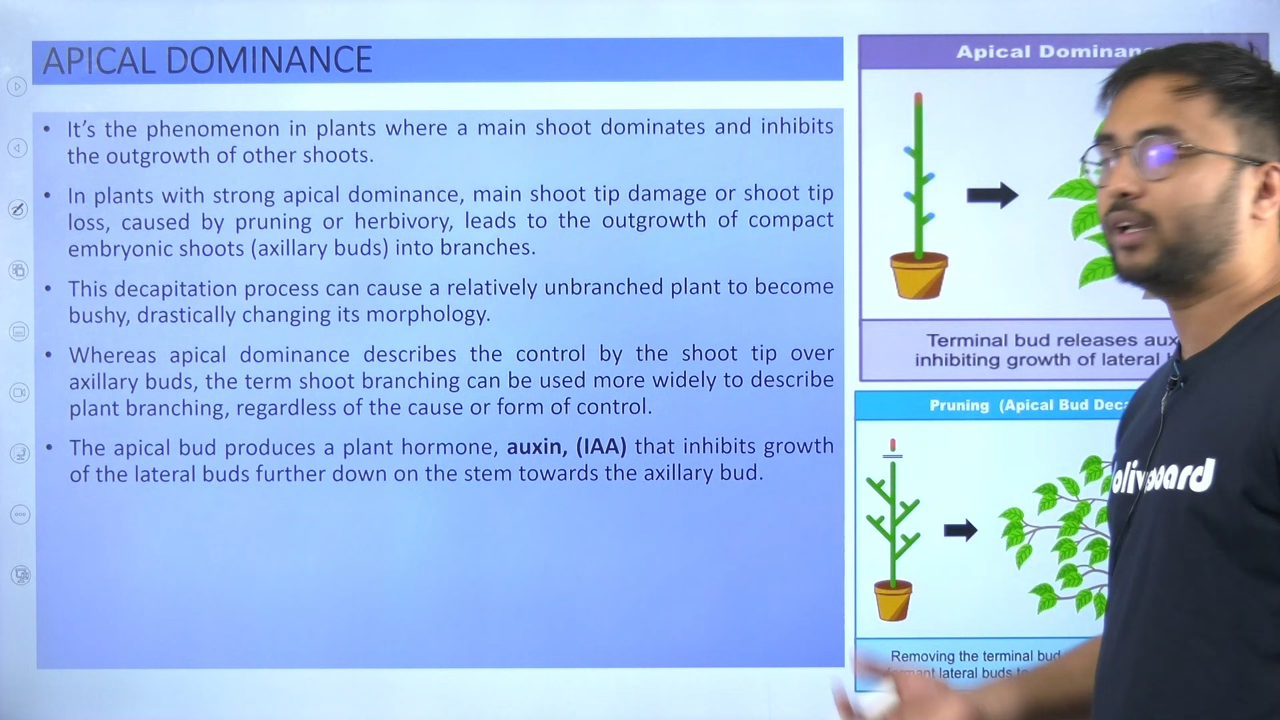 APICAL DOMINANCE
• It's the phenomenon in plants where a main shoot dominates and inhibits
the outgrowth of other shoots.
• In plants with strong apical dominance, main shoot tip damage or shoot tip
loss, caused by pruning or herbivory, leads to the outgrowth of compact
embryonic shoots (axillary buds) into branches.
• This decapitation process can cause a relatively unbranched plant to become
bushy, drastically changing its morphology.
• Whereas apical dominance describes the control by the shoot tip over
axillary buds, the term shoot branching can be used more widely to describe
plant branching, regardless of the cause or form of control.
• The apical bud produces a plant hormone, auxin, (IAA) that inhibits growth
of the lateral buds further down on the stem towards the axillary bud.
Apical
Terminal bud releases
inhibiting growth of lateral
Pruning (Apical Bud
Removing the terminal bud
lateral buds